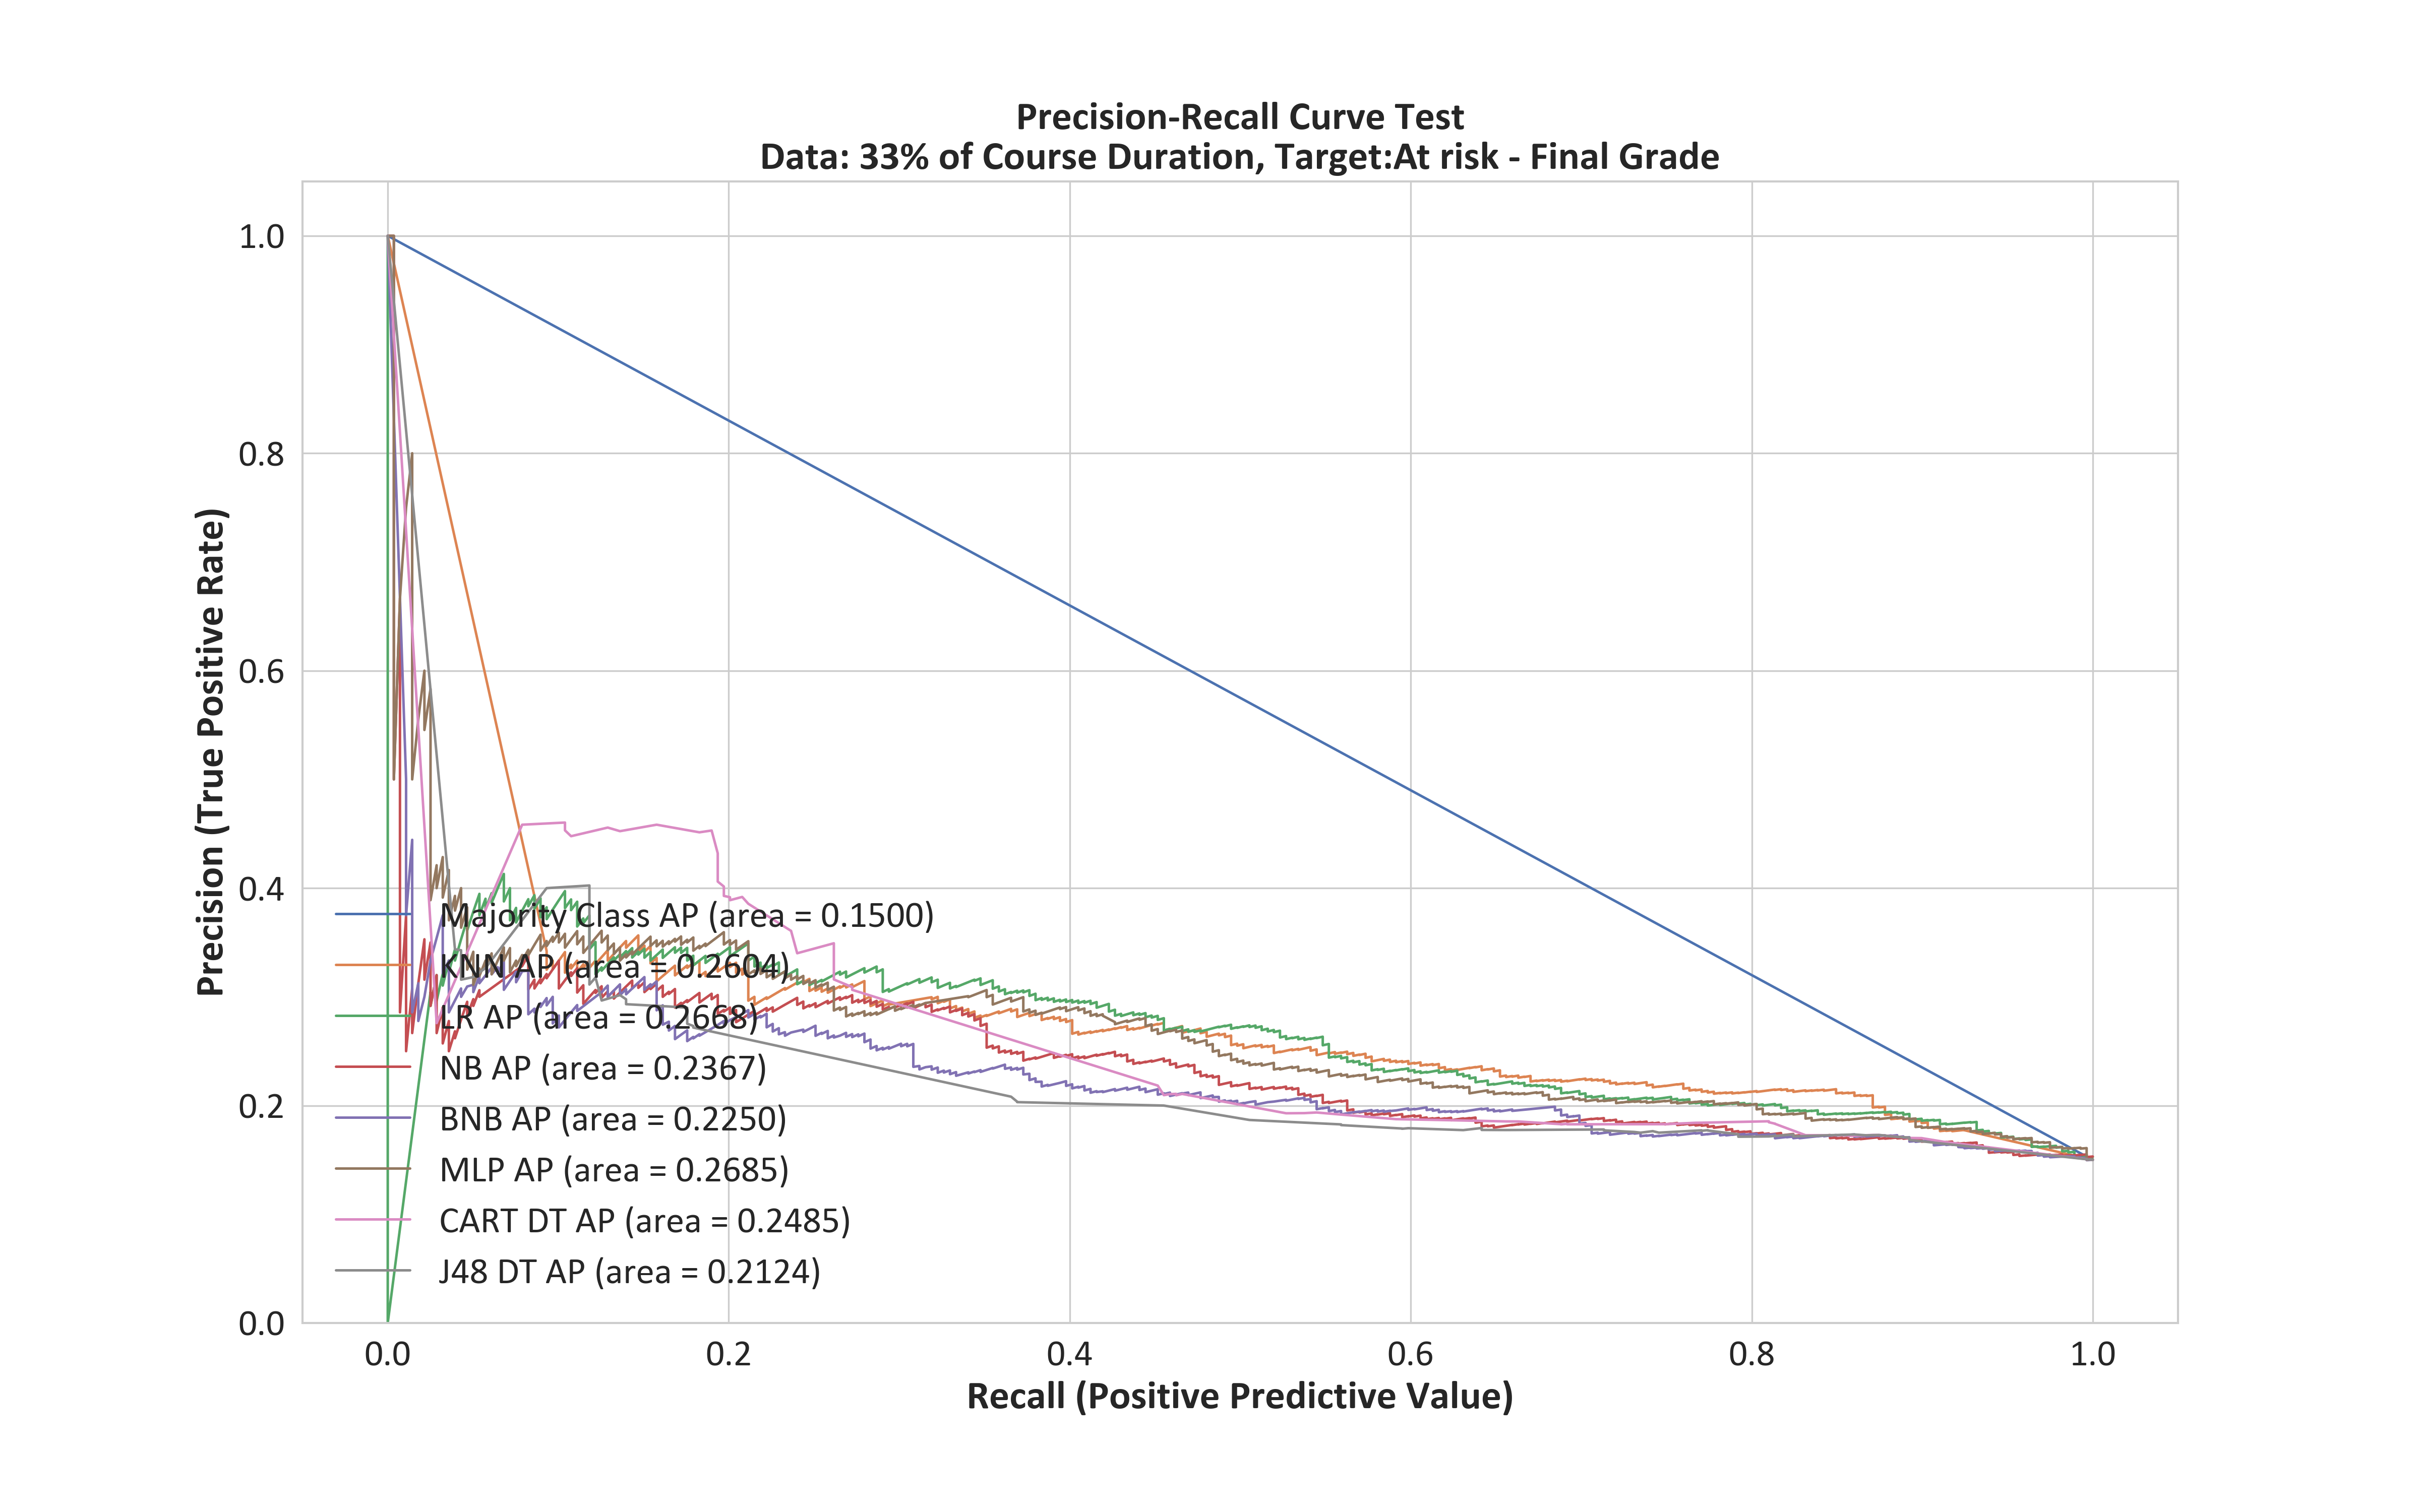 Precision-Recall Curve Test
Data: 33% of Course Duration, Target:At risk - Final Grade
Precision (True Positive Rate)
1.0
0.8
0.6
0.4
0.2
0.0
Majority Class AP (area = 0.1500)
KNN AP (area = 0.2604)
LR AP (area = 0.2668)
NB AP (area = 0.2367)
BNB AP (area = 0.2250)
MLP AP (area = 0.2685)
CART DT AP (area = 0.2485)
J48 DT AP (area = 0.2124)
0.0 0.2 0.4 0.6 0.8 1.0
Recall (Positive Predictive Value)